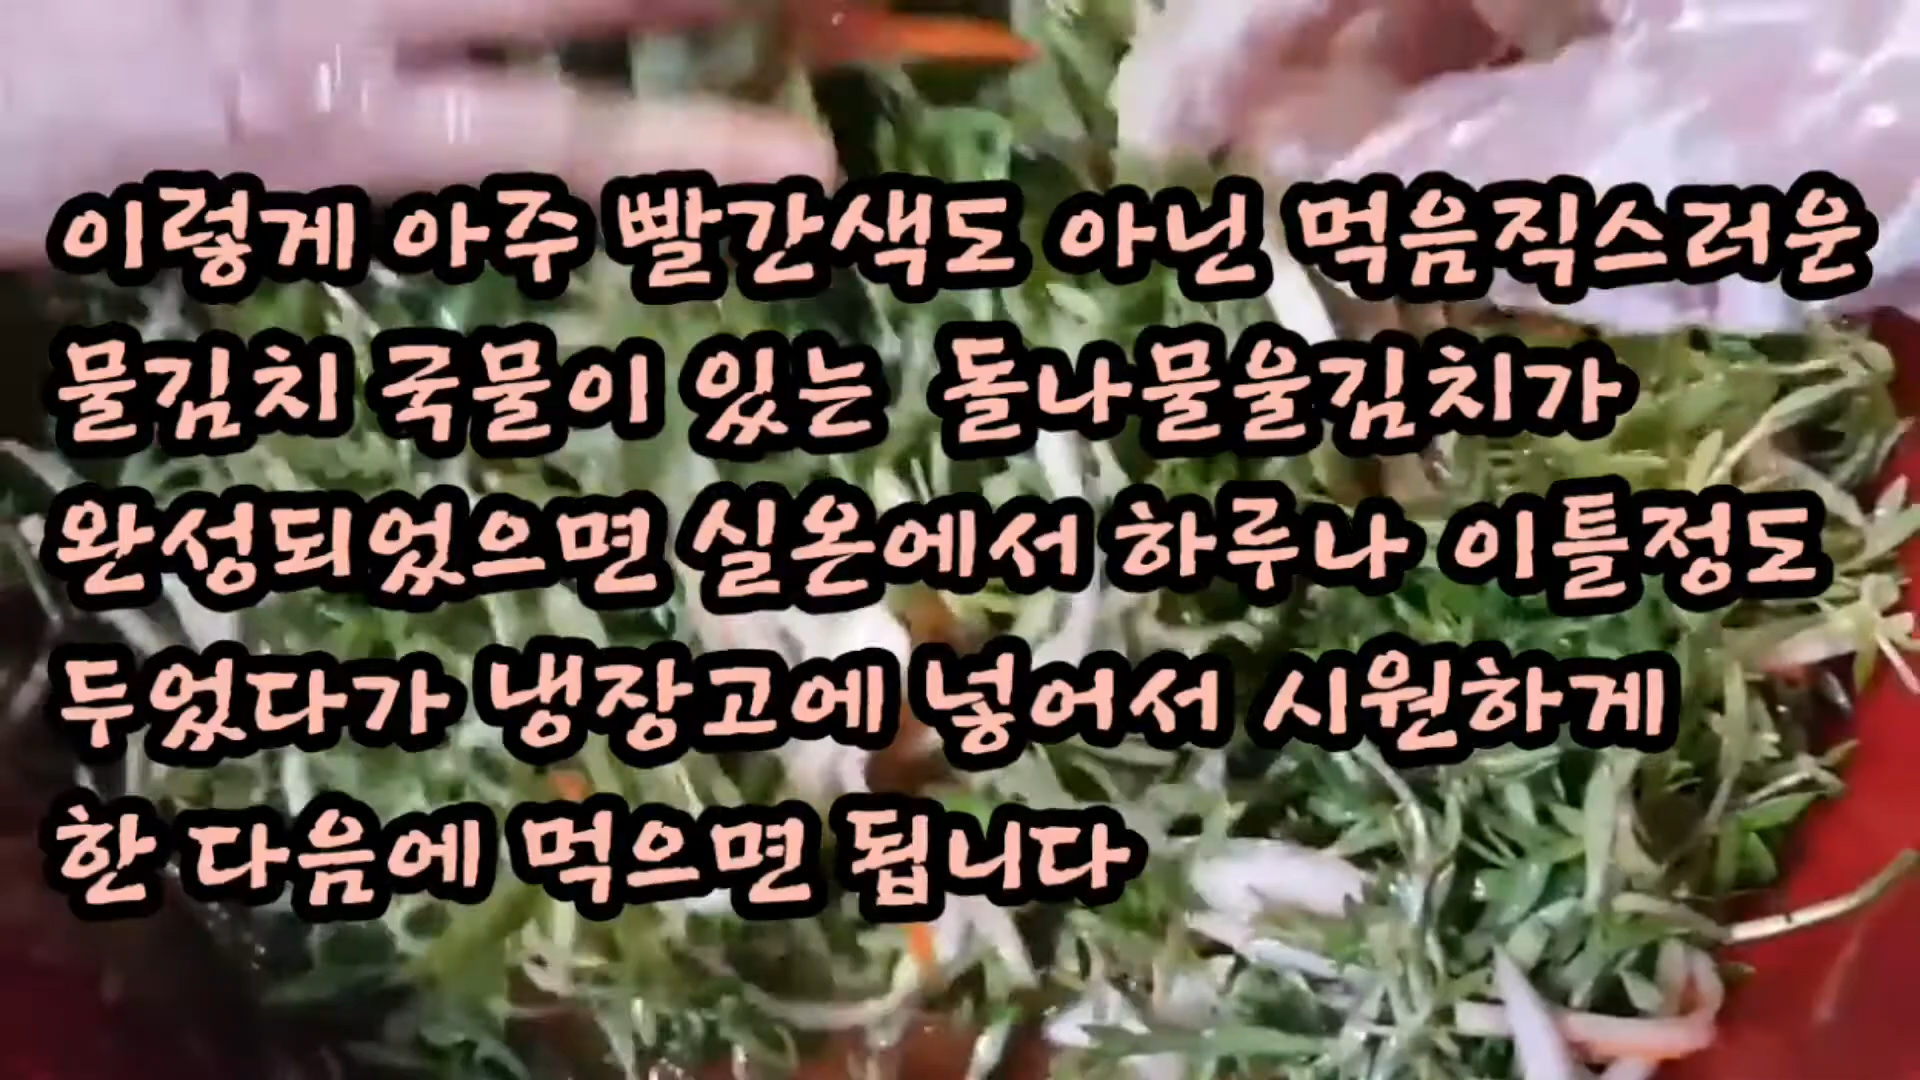 이렇게 아주 빨간색도 아닌 먹음직스러운
물김치 국물이 있는 돌나물울김치가
완성되었으면 실온에서 하루나 이틀정도
두었다가 냉장고에 넣어서 시원하게
한 다음에 먹으면 됩니다